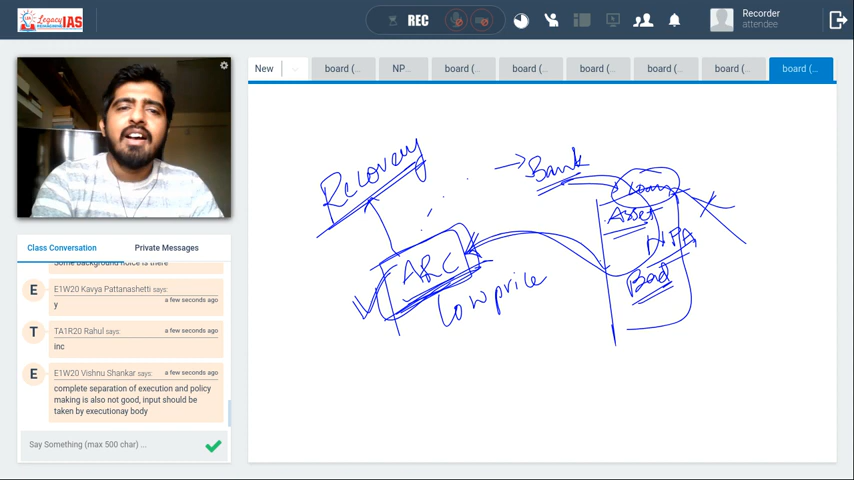 Legacy IAS
REC
Recorder
attendee
New
board (...
NP...
board (...
board (...
board (...
board (...
board (...
board (...
Recovery
Bank
Loan
Asset
NPA
Bad
ARC
Low price
Class Conversation
Private Messages
Some background noice is there
E
E1W20 Kavya Pattanashetti says:
a few seconds ago
y
T
TA1R20 Rahul says:
a few seconds ago
inc
E
E1W20 Vishnu Shankar says:
a few seconds ago
complete separation of execution and policy
making is also not good, input should be
taken by executionay body
Say Something (max 500 char) ...